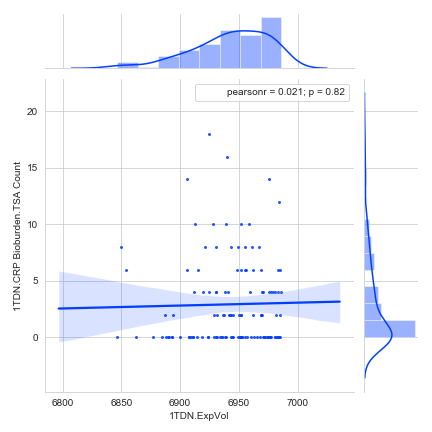 pearsonr = 0.021; p = 0.82
20
15
10
5
0
1TDN.CRP Bioburden.TSA Count
6800 6850 6900 6950 7000
1TDN.ExpVol